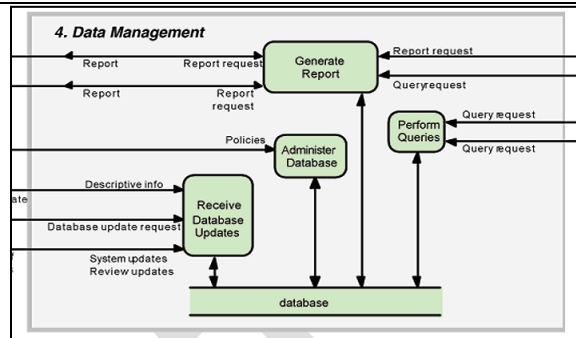 4. Data Management
Report
Report request
Generate
Report
Report request
Queryrequest
Report
Report
request
Perform
Queries
Query request
Query request
Policies
Administer
Database
Descriptive info
ate
Receive
Database
Updates
Database update request
System updates
Review updates
database